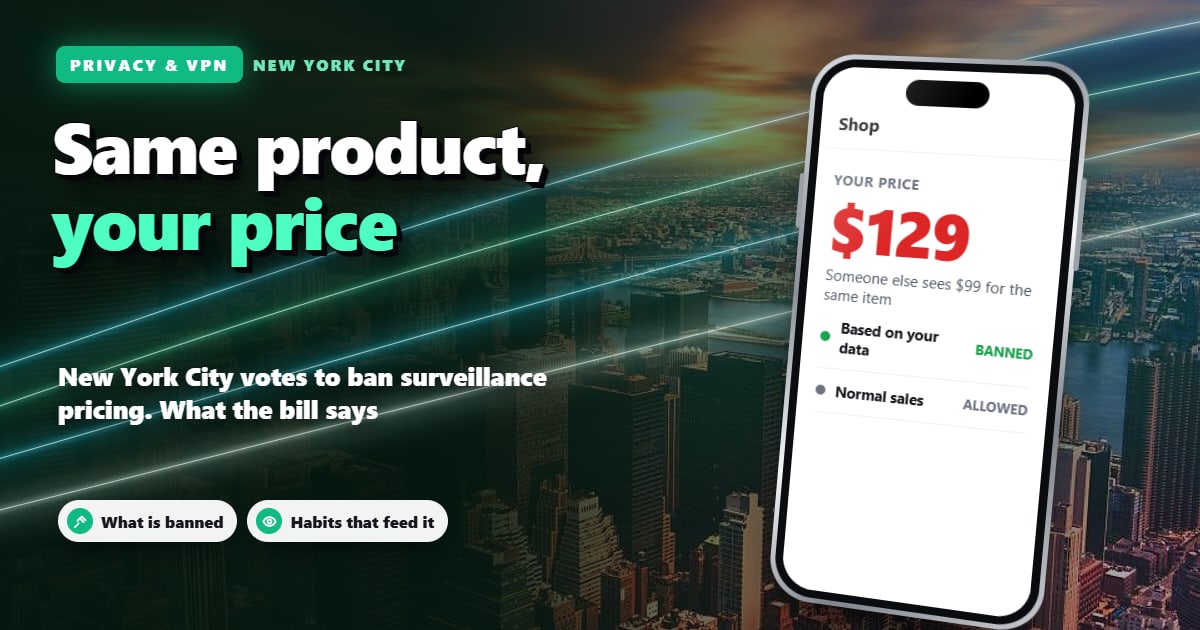 PRIVACY & VPN
NEW YORK CITY
Same product,
your price
New York City votes to ban surveillance
pricing. What the bill says
What is banned
Habits that feed it
Shop
YOUR PRICE
$129
Someone else sees $99 for the
same item
Based on your
data
BANNED
Normal sales
ALLOWED